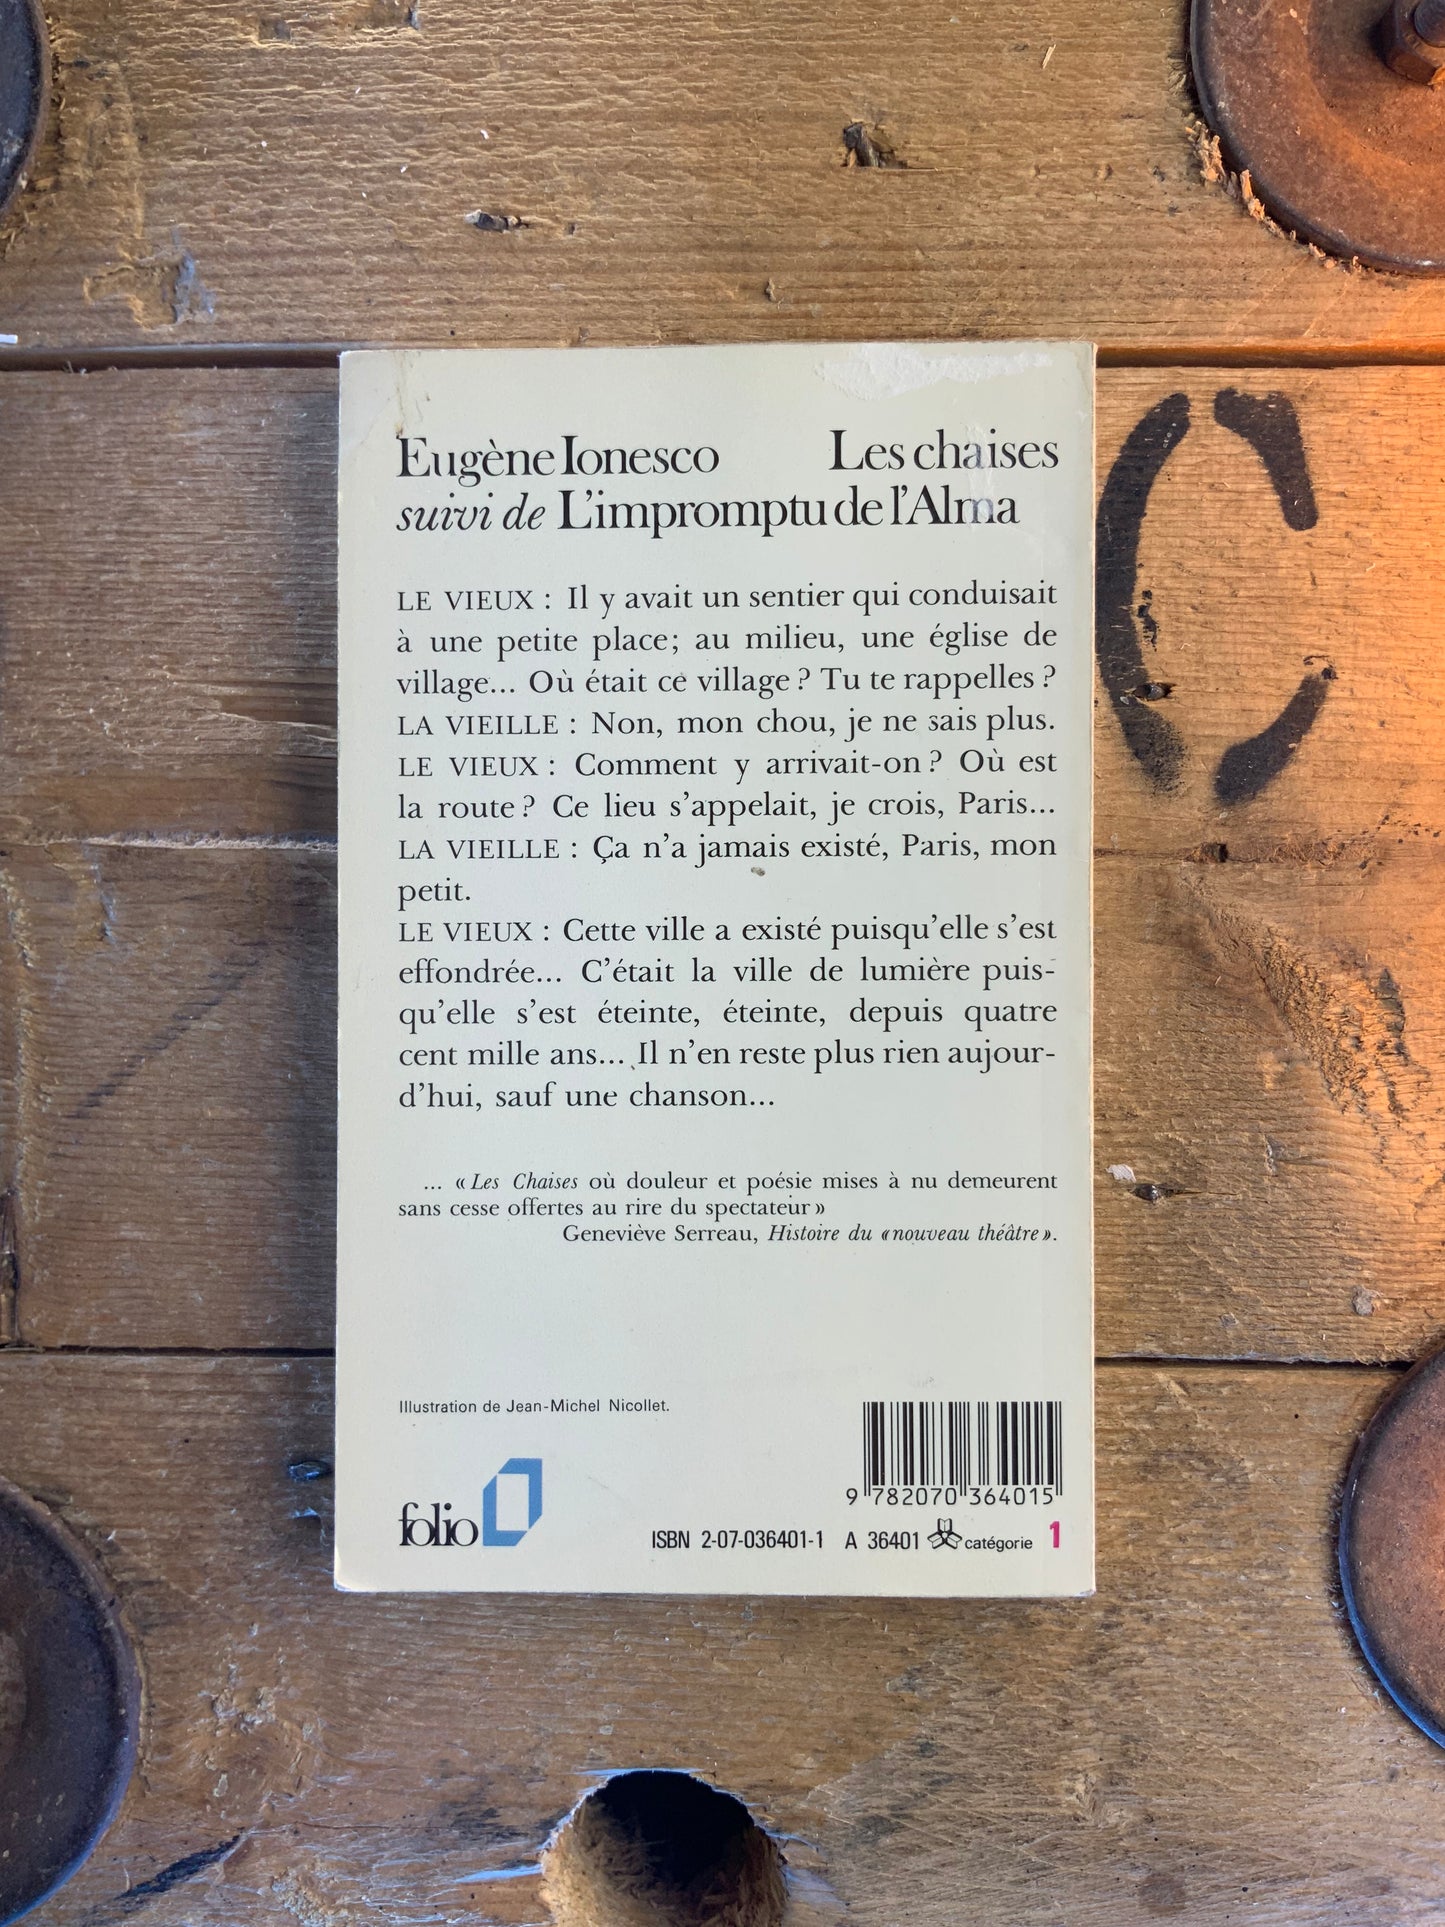 Eugène Ionesco Les chaises
suivi de L'impromptu de l'Alma
LE VIEUX : Il y avait un sentier qui conduisait
à une petite place; au milieu, une église de
village... Où était ce village ? Tu te rappelles ?
LA VIEILLE : Non, mon chou, je ne sais plus.
LE VIEUX : Comment y arrivait-on ? Où est
la route ? Ce lieu s'appelait, je crois, Paris...
LA VIEILLE : Ça n'a jamais existé, Paris, mon
petit.
LE VIEUX : Cette ville a existé puisqu'elle s'est
effondrée... C'était la ville de lumière puis-
qu'elle s'est éteinte, éteinte, depuis quatre
cent mille ans... Il n'en reste plus rien aujour-
d'hui, sauf une chanson...
... « Les Chaises où douleur et poésie mises à nu demeurent
sans cesse offertes au rire du spectateur »
Geneviève Serreau, Histoire du « nouveau théâtre ».
Illustration de Jean-Michel Nicollet.
9 782070 364015
folio
ISBN 2-07-036401-1 A 36401 catégorie 1